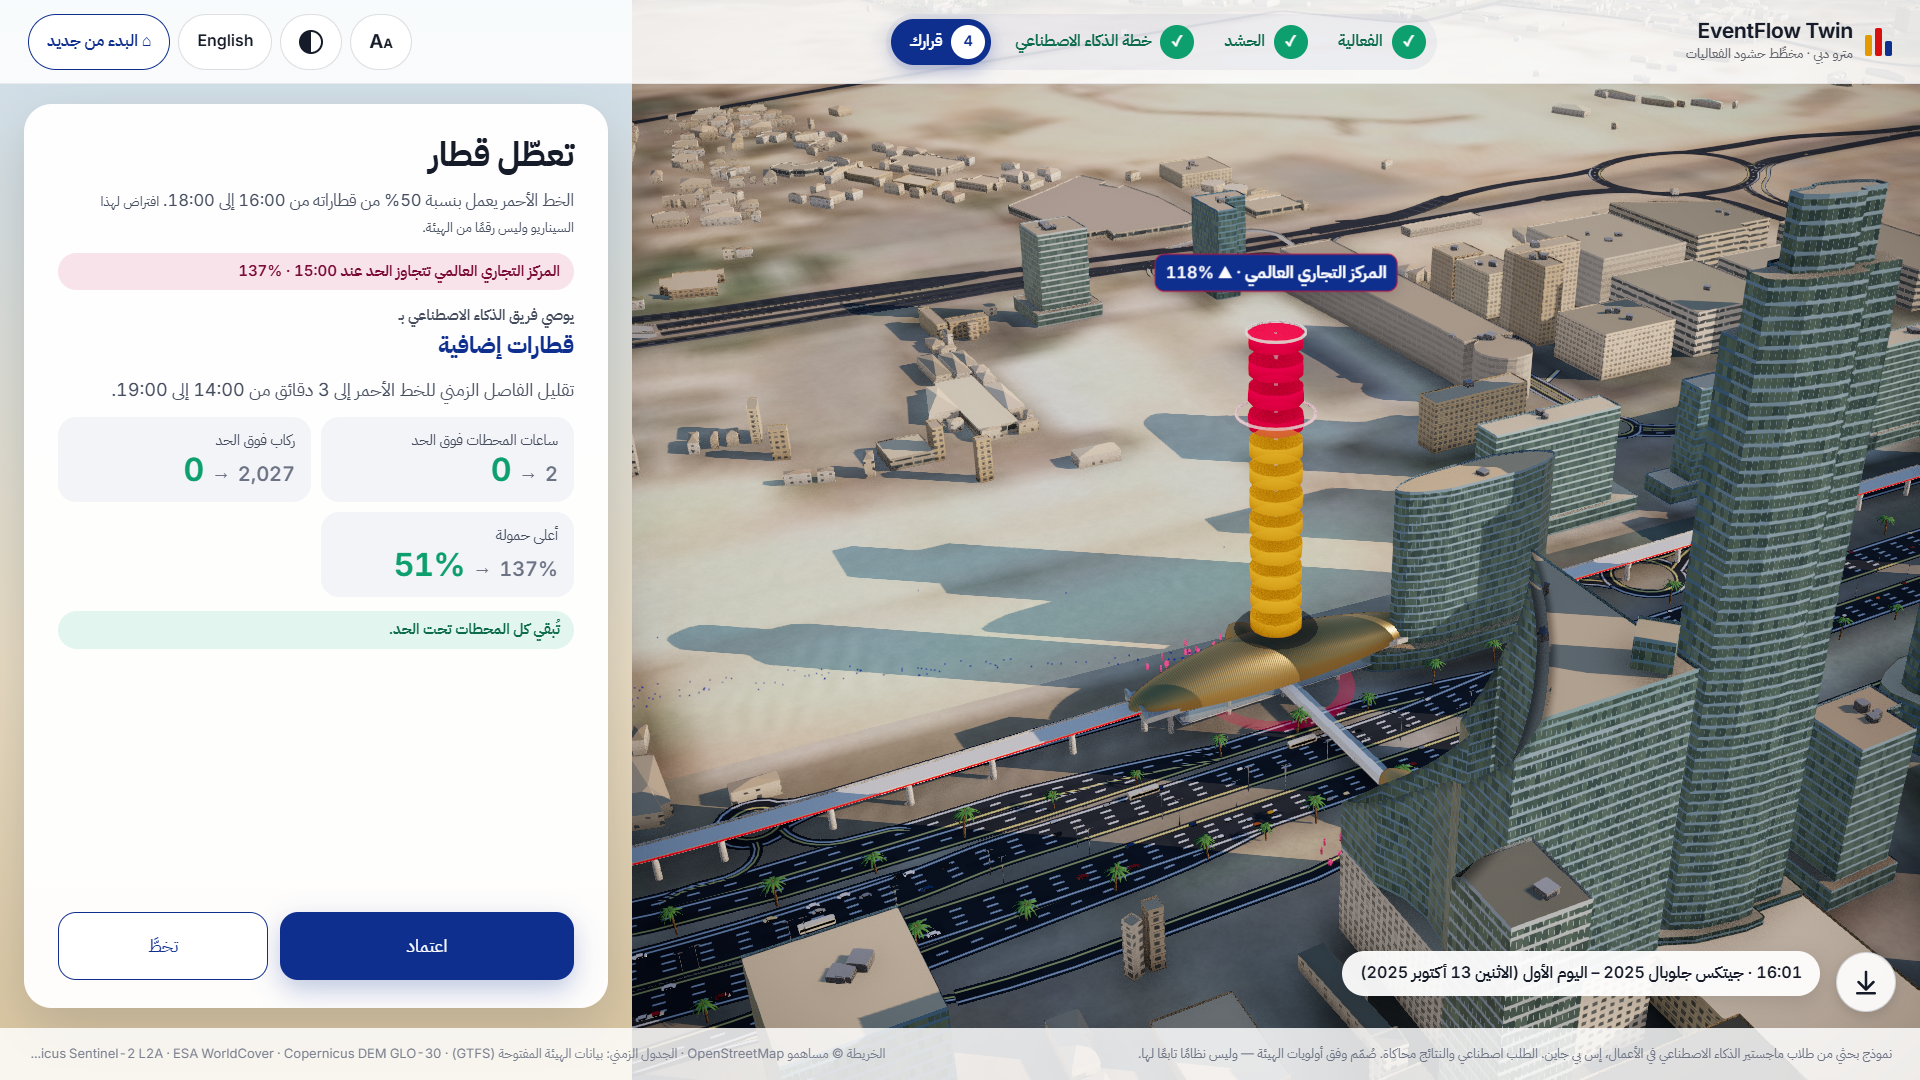 EventFlow Twin
مترو دبي · مخطِّط حشود الفعاليات
✓ الفعالية
✓ الحشد
✓ خطة الذكاء الاصطناعي
4 قرارك
AA
English
⌂ البدء من جديد
تعطّل قطار
الخط الأحمر يعمل بنسبة 50% من قطاراته من 16:00 إلى 18:00. افتراض لهذا
السيناريو وليس رقمًا من الهيئة.
المركز التجاري العالمي تتجاوز الحد عند 15:00 · 137%
يوصي فريق الذكاء الاصطناعي بـ
قطارات إضافية
تقليل الفاصل الزمني للخط الأحمر إلى 3 دقائق من 14:00 إلى 19:00.
ساعات المحطات فوق الحد
2 → 0
ركاب فوق الحد
2,027 → 0
أعلى حمولة
137% → 51%
تُبقي كل المحطات تحت الحد.
اعتماد
تخطَّ
المركز التجاري العالمي · ▲ 118%
16:01 · جيتكس جلوبال 2025 – اليوم الأول (الاثنين 13 أكتوبر 2025)
نموذج بحثي من طلاب ماجستير الذكاء الاصطناعي في الأعمال، إس بي جاين. الطلب اصطناعي والنتائج محاكاة. صُمّم وفق أولويات الهيئة — وليس نظامًا تابعًا لها.
الخريطة © مساهمو OpenStreetMap · الجدول الزمني: بيانات الهيئة المفتوحة (GTFS) · icus Sentinel-2 L2A · ESA WorldCover · Copernicus DEM GLO-30…